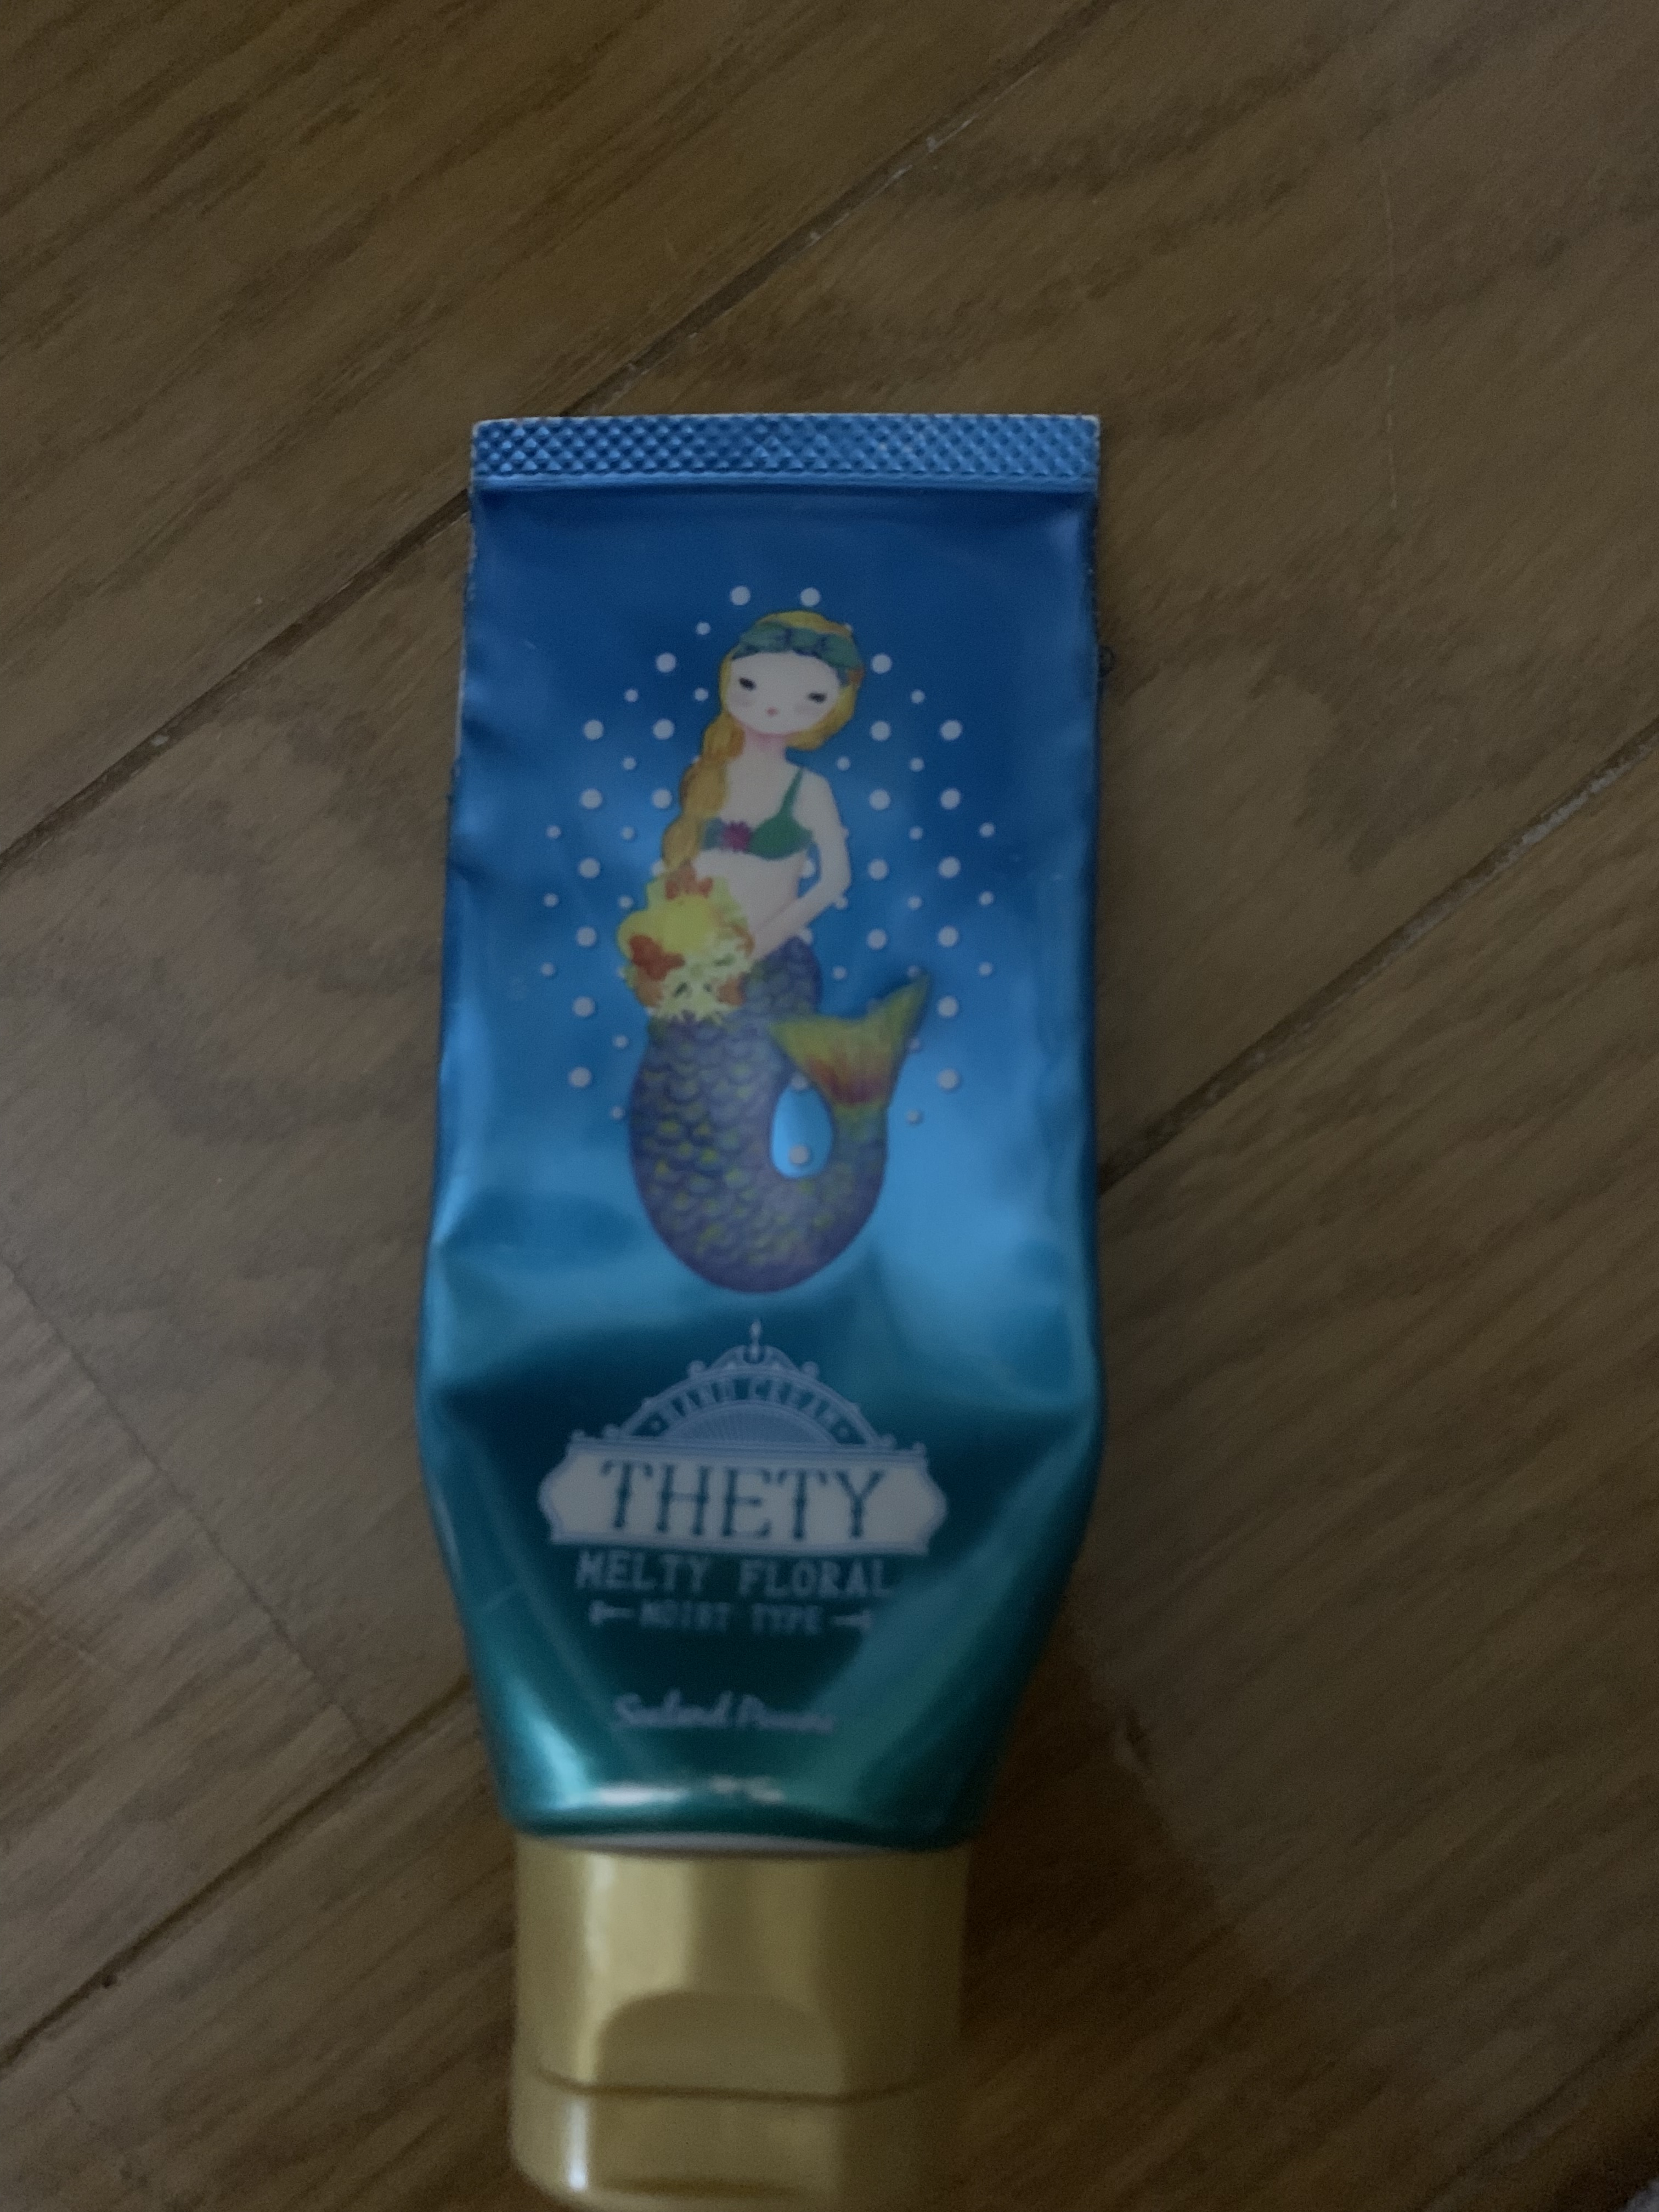 HAND CREAM
THETY
MELTY FLORAL
MOIST TYPE